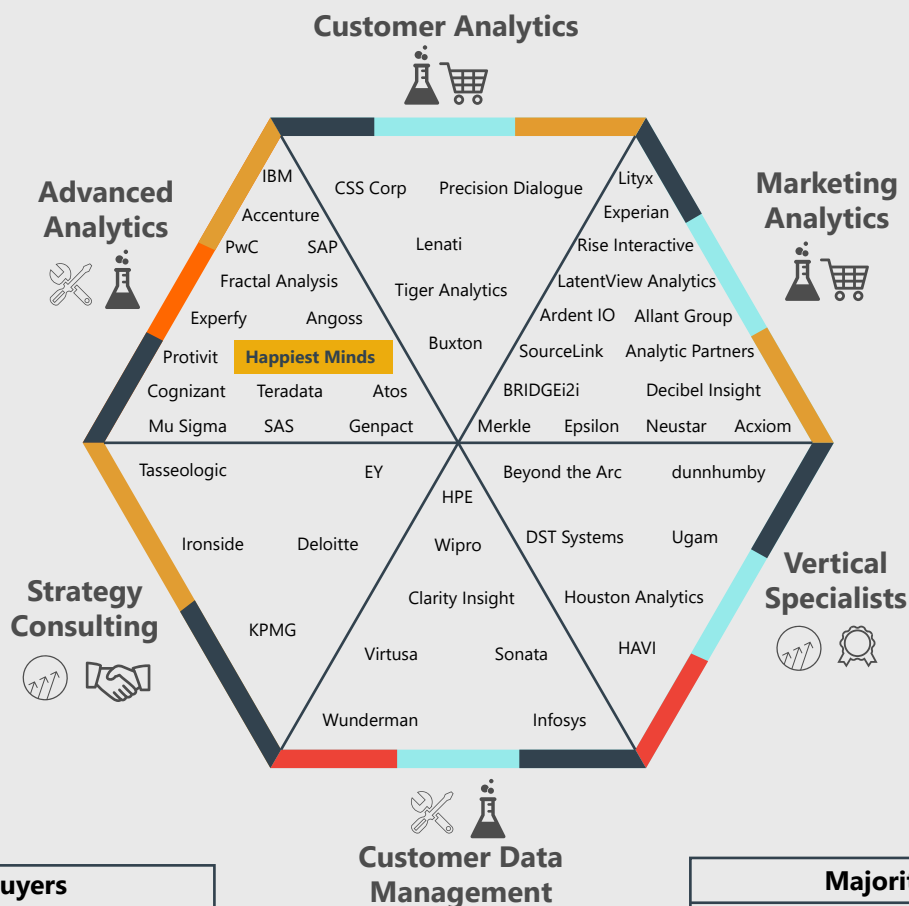 Customer Analytics
Advanced
Analytics
Marketing
Analytics
IBM
Accenture
PwC SAP
Fractal Analysis
Experfy Angoss
Protivit Happiest Minds
Cognizant Teradata Atos
Mu Sigma SAS Genpact
CSS Corp Precision Dialogue
Lenati
Tiger Analytics
Buxton
Lityx
Experian
Rise Interactive
LatentView Analytics
Ardent IO Allant Group
SourceLink Analytic Partners
BRIDGEi2i Decibel Insight
Merkle Epsilon Neustar Acxiom
Tasseologic EY
Ironside Deloitte
KPMG
HPE
Wipro
Clarity Insight
Virtusa Sonata
Wunderman Infosys
Beyond the Arc dunnhumby
DST Systems Ugam
Houston Analytics
HAVI
Strategy
Consulting
Vertical
Specialists
Customer Data
Management
uyers
Majorit